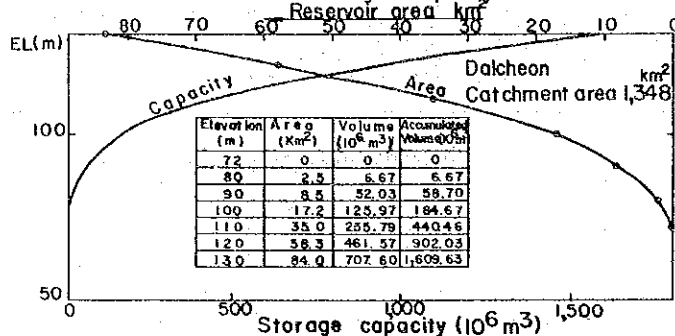 Reservoir area km²
EL(m) 80 70 60 50 40 30 20 10 0
Capacity
Area
Dalcheon
km²
Catchment area 1,348
100
Elevation (m) Area (Km²) Volume (10⁶ m³) Accumulated Volume(10⁶m³)
72 0 0 0
80 2.5 6.67 6.67
90 8.5 52.03 58.70
100 17.2 125.97 184.67
110 35.0 255.79 440.46
120 58.3 461.57 902.03
130 84.0 707.60 1,609.63
50
0 500 1,000 1,500
Storage capacity (10⁶ m³)